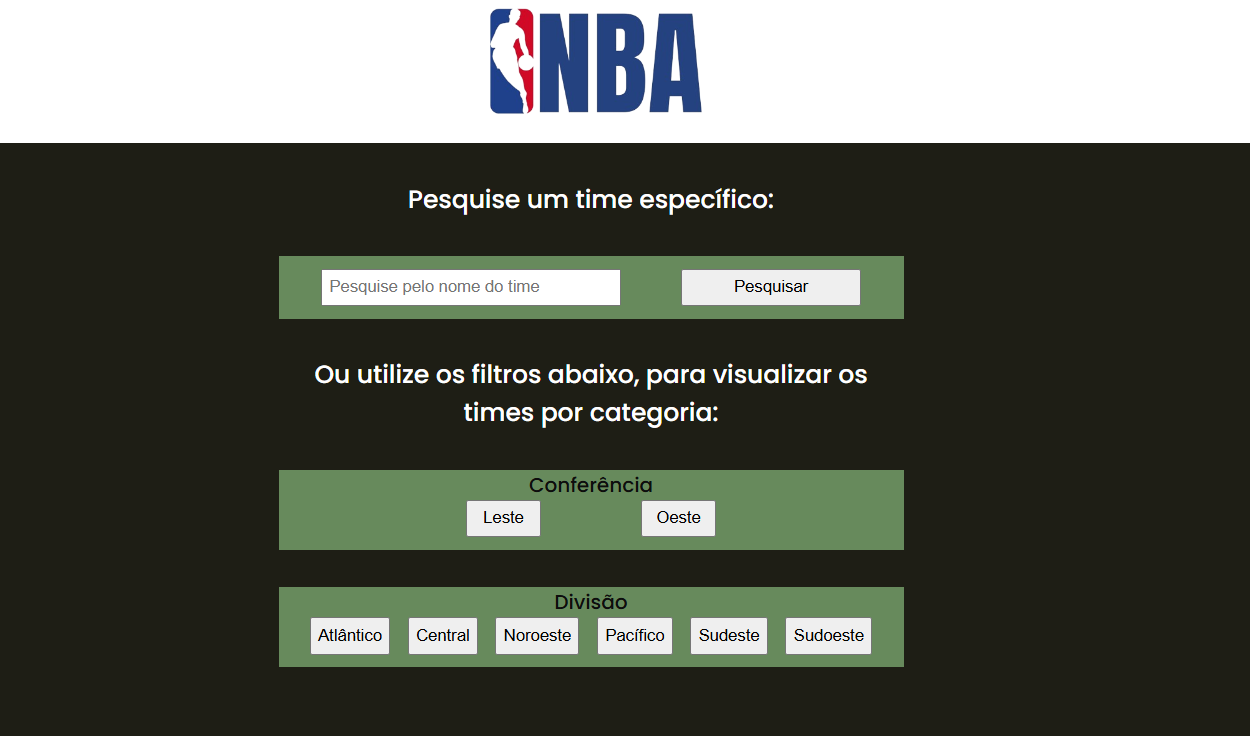 NBA
Pesquise um time específico:
Pesquise pelo nome do time
Pesquisar
Ou utilize os filtros abaixo, para visualizar os
times por categoria:
Conferência
Leste Oeste
Divisão
Atlântico Central Noroeste Pacífico Sudeste Sudoeste